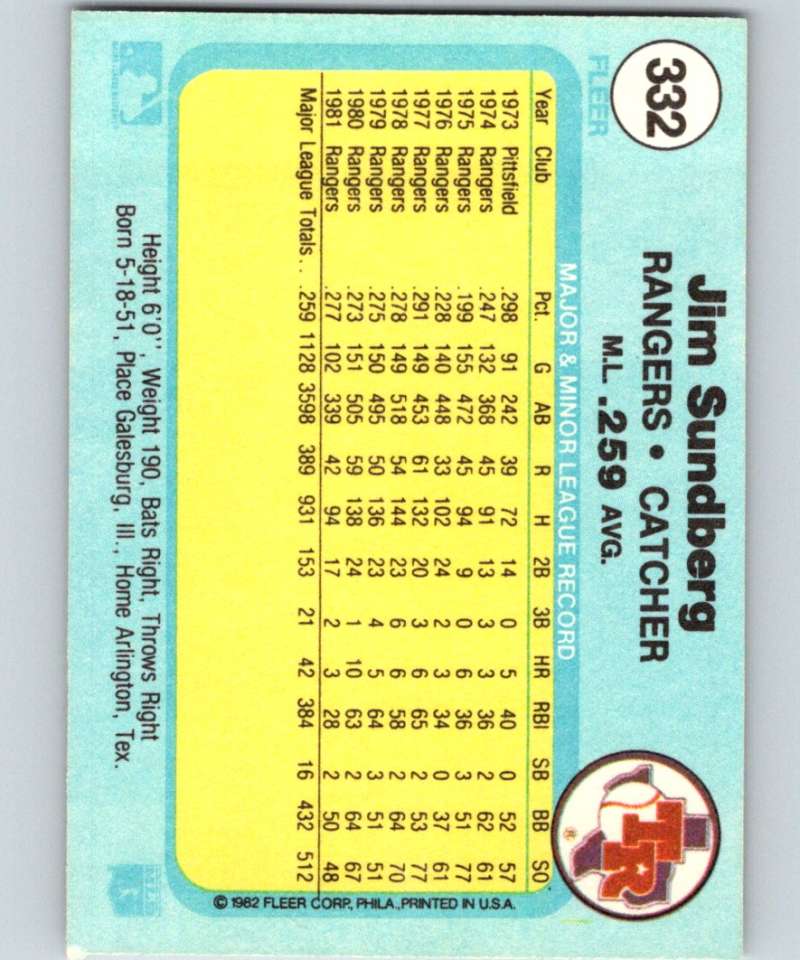 332
FLEER
Jim Sundberg
RANGERS • CATCHER
M.L. .259 AVG.
TR
®
MAJOR & MINOR LEAGUE RECORD
Year Club Pct. G AB R H 2B 3B HR RBI SB BB SO
1973 Pittsfield .298 91 242 39 72 14 0 5 40 0 52 57
1974 Rangers .247 132 368 45 91 13 3 3 36 2 62 61
1975 Rangers .199 155 472 45 94 9 0 6 36 3 51 77
1976 Rangers .228 140 448 33 102 24 2 3 34 0 37 61
1977 Rangers .291 149 453 61 132 20 3 6 65 2 53 77
1978 Rangers .278 149 518 54 144 23 6 6 58 2 64 70
1979 Rangers .275 150 495 50 136 23 4 5 64 3 51 51
1980 Rangers .273 151 505 59 138 24 1 10 63 2 64 67
1981 Rangers .277 102 339 42 94 17 2 3 28 2 50 48
Major League Totals. . .259 1128 3598 389 931 153 21 42 384 16 432 512
© 1982 FLEER CORP., PHILA., PRINTED IN U.S.A.
Height 6'0", Weight 190, Bats Right, Throws Right
Born 5-18-51, Place Galesburg, Ill., Home Arlington, Tex.